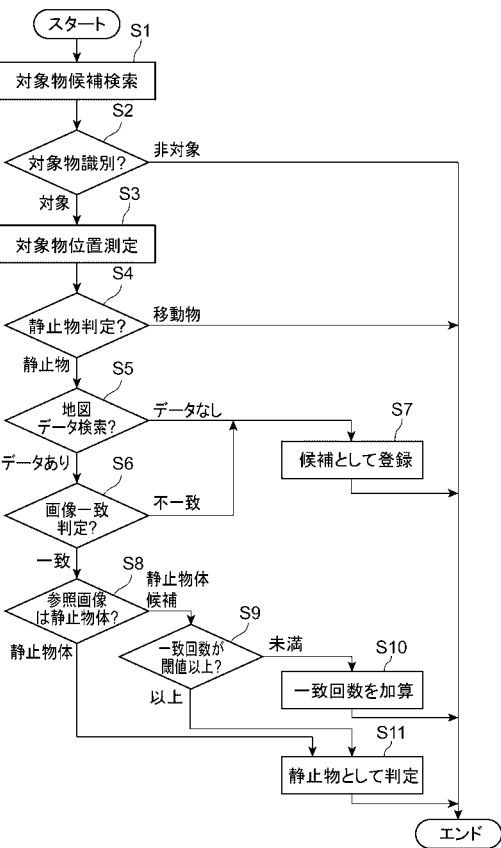 スタート
S1
対象物候補検索
S2
対象物識別?
非対象
対象
S3
対象物位置測定
S4
静止物判定?
移動物
静止物
S5
地図
データ検索?
データなし
S7
候補として登録
データあり
S6
画像一致
判定?
不一致
一致
S8
参照画像
は静止物体?
静止物体
候補
静止物体
S9
一致回数が
閾値以上?
未満
以上
S10
一致回数を加算
S11
静止物として判定
エンド